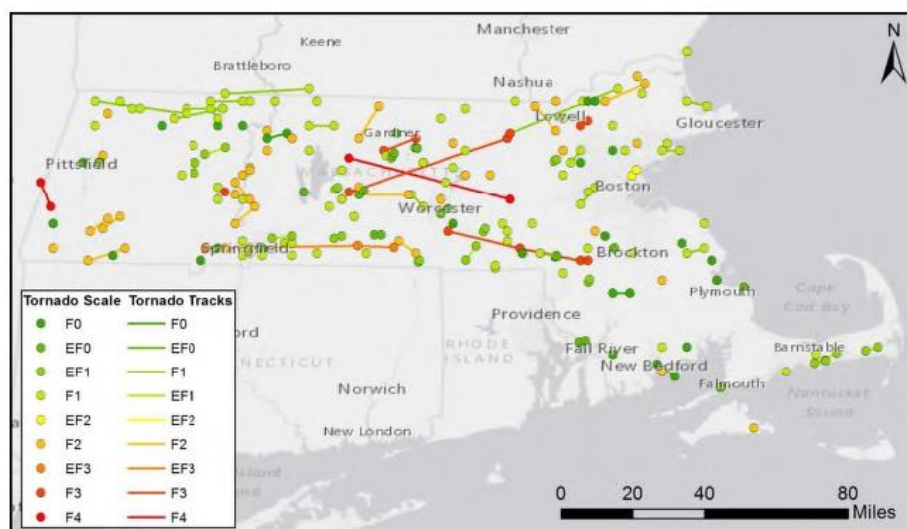 Manchester
N
Keene
Brattleboro
Nashua
Lowell
Gloucester
Gardner
Pittsfield
MASSACHUSETTS
Boston
Worcester
Springfield
Brockton
Plymouth
Cape
Cod Bay
Providence
ford
RHODE
ISLAND
Fall River
Barnstable
NNECTICUT
New Bedford
Norwich
Falmouth
Nantucket
Sound
New London
Tornado Scale Tornado Tracks
F0 F0
EF0 EF0
EF1 F1
F1 EF1
EF2 EF2
F2 F2
EF3 EF3
F3 F3
F4 F4
0 20 40 80
Miles